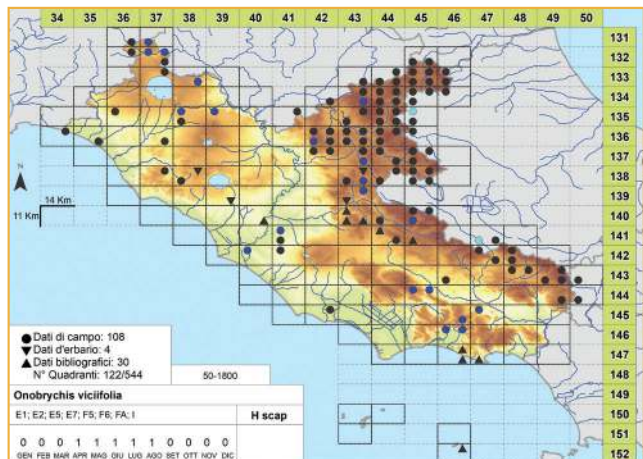 34 35 36 37 38 39 40 41 42 43 44 45 46 47 48 49 50
131
132
133
134
135
136
137
138
139
140
141
142
143
144
145
146
147
148
149
150
151
152
N
14 Km
11 Km
Dati di campo: 108
Dati d'erbario: 4
Dati bibliografici: 30
N° Quadranti: 122/544
50-1800
Onobrychis viciifolia
E1; E2; E5; E7; F5; F6; FA; I
H scap
0 0 0 1 1 1 1 1 0 0 0 0
GEN FEB MAR APR MAG GIU LUG AGO SET OTT NOV DIC